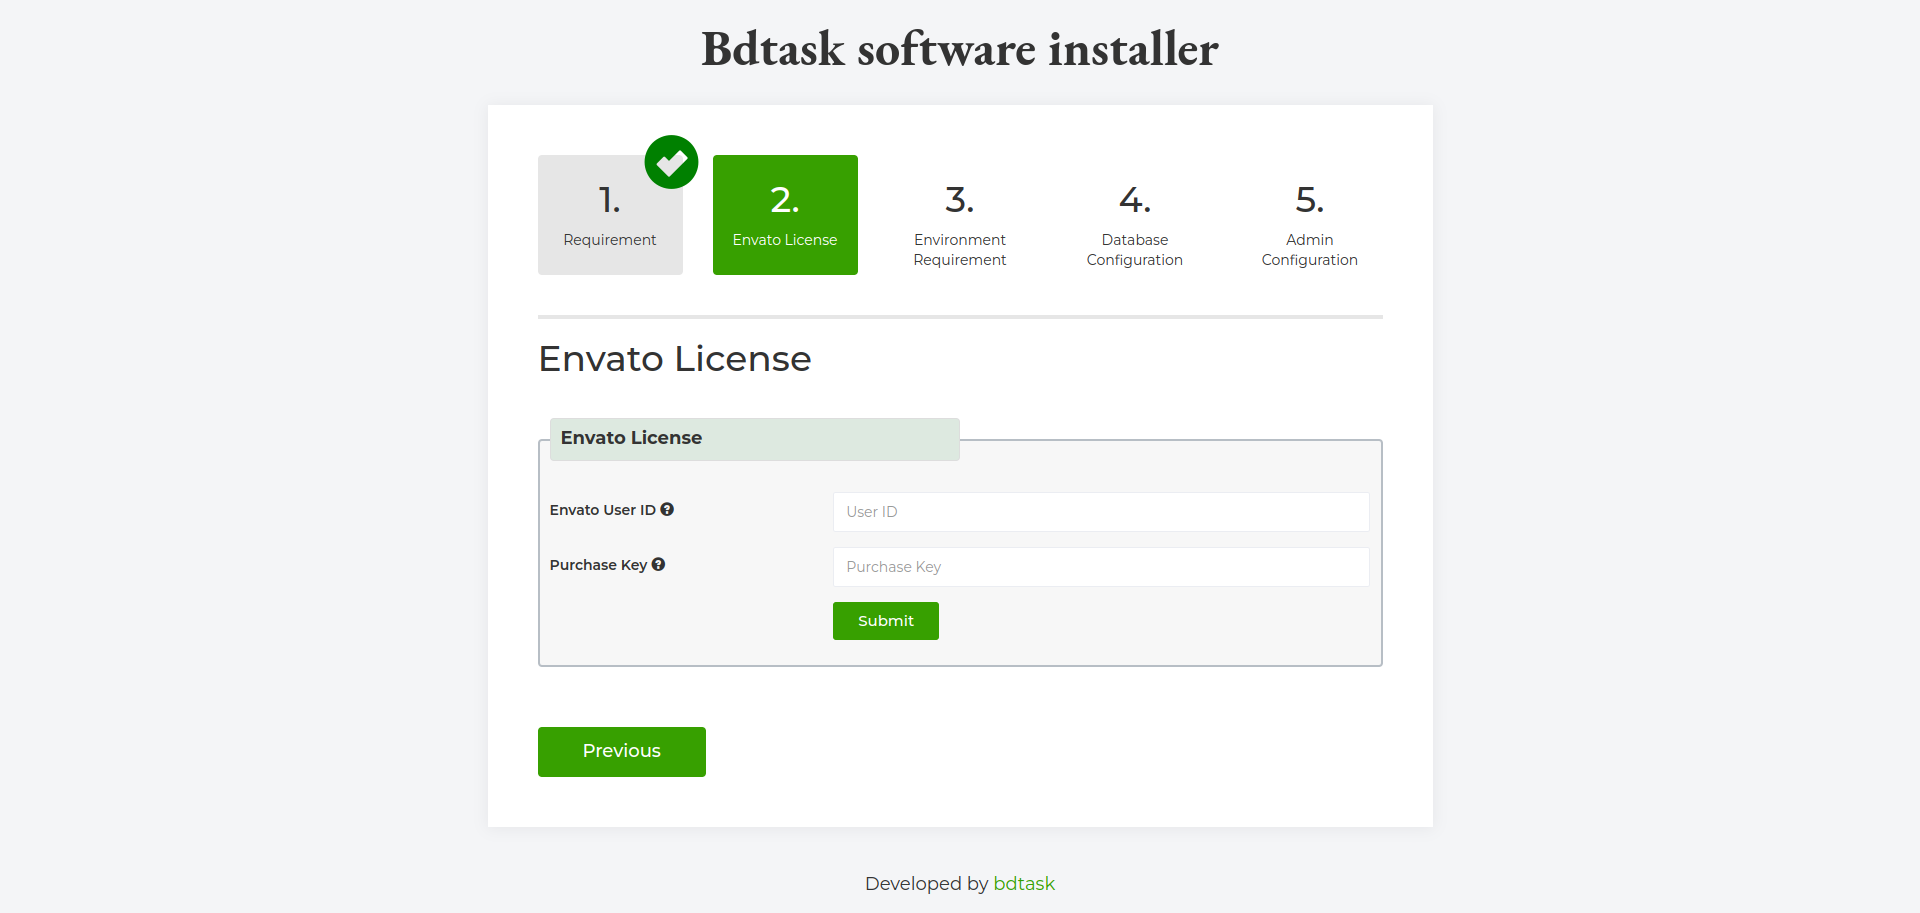 Bdtask software installer
1.
Requirement
2.
Envato License
3.
Environment
Requirement
4.
Database
Configuration
5.
Admin
Configuration
Envato License
Envato License
Envato User ID
User ID
Purchase Key
Purchase Key
Submit
Previous
Developed by bdtask